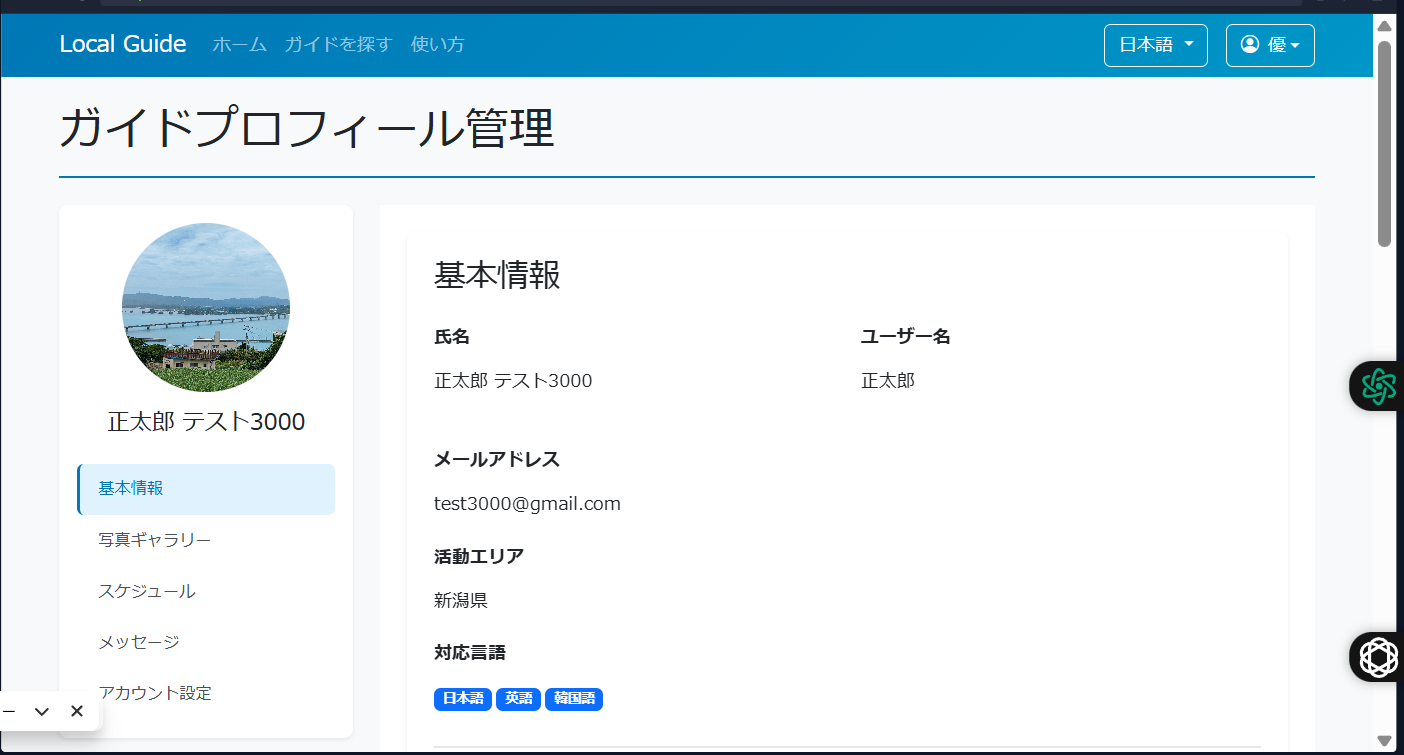 Local Guide ホーム ガイドを探す 使い方 日本語 優
ガイドプロフィール管理
正太郎 テスト3000
基本情報
写真ギャラリー
スケジュール
メッセージ
アカウント設定
基本情報
氏名 ユーザー名
正太郎 テスト3000 正太郎
メールアドレス
test3000@gmail.com
活動エリア
新潟県
対応言語
日本語 英語 韓国語